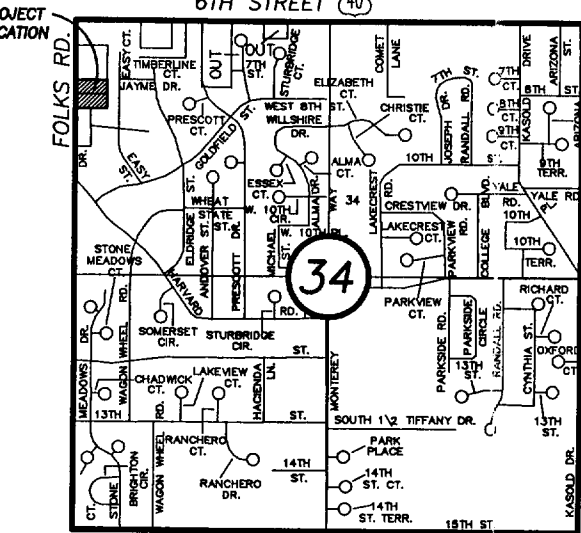 OJECT
CATION
6TH STREET 40
FOLKS RD.
EASY CT.
TIMBERLINE
CT.
JAYME DR.
OUT
OUT
7TH
ST.
STURBRIDGE
CT.
COMET
LANE
ELIZABETH
CT.
CHRISTIE
CT.
7TH ST.
JOSEPH DR.
RANDALL RD.
7TH
CT.
8TH
CT.
9TH
CT.
KASOLD DRIVE
ARIZONA ST.
8TH ST.
ARIZONA
9TH
TERR.
PRESCOTT
CT.
GOLDFIELD ST.
WEST 8TH ST.
WILLSHIRE
DR.
DR.
EASY ST.
ELDRIDGE ST.
WHEAT
STATE
ST.
ANDOVER ST.
PRESCOTT DR.
ESSEX
CT.
W. 10TH
CIR.
ALMA DR.
ALMA
CT.
W. 10TH PL.
MICHAEL ST.
WAY
34
10TH ST.
LAKECREST RD.
CRESTVIEW DR.
LAKECREST
CT.
PARKVIEW RD.
COLLEGE BLVD.
YALE
RD.
YALE RD.
10TH
PL.
10TH
TERR.
34
STONE
MEADOWS
CT.
HARVARD
RD.
WAGON WHEEL RD.
SOMERSET
CIR.
STURBRIDGE
CIR.
ST.
PARKVIEW
CT.
PARKSIDE RD.
PARKSIDE
CIRCLE
13TH
ST.
RANDALL RD.
CYNTHIA ST.
RICHARD
CT.
OXFORD
CT.
MEADOWS DR.
CHADWICK
CT.
LAKEVIEW
CT.
HACIENDA LN.
MONTEREY
13TH
ST.
SOUTH 1\2 TIFFANY DR.
13TH
ST.
KASOLD DR.
WAGON WHEEL RD.
RANCHERO
CT.
RANCHERO
DR.
14TH
ST.
PARK
PLACE
14TH
ST. CT.
14TH
ST. TERR.
BRIGHTON
CIR.
STONE
CT.
15TH ST.